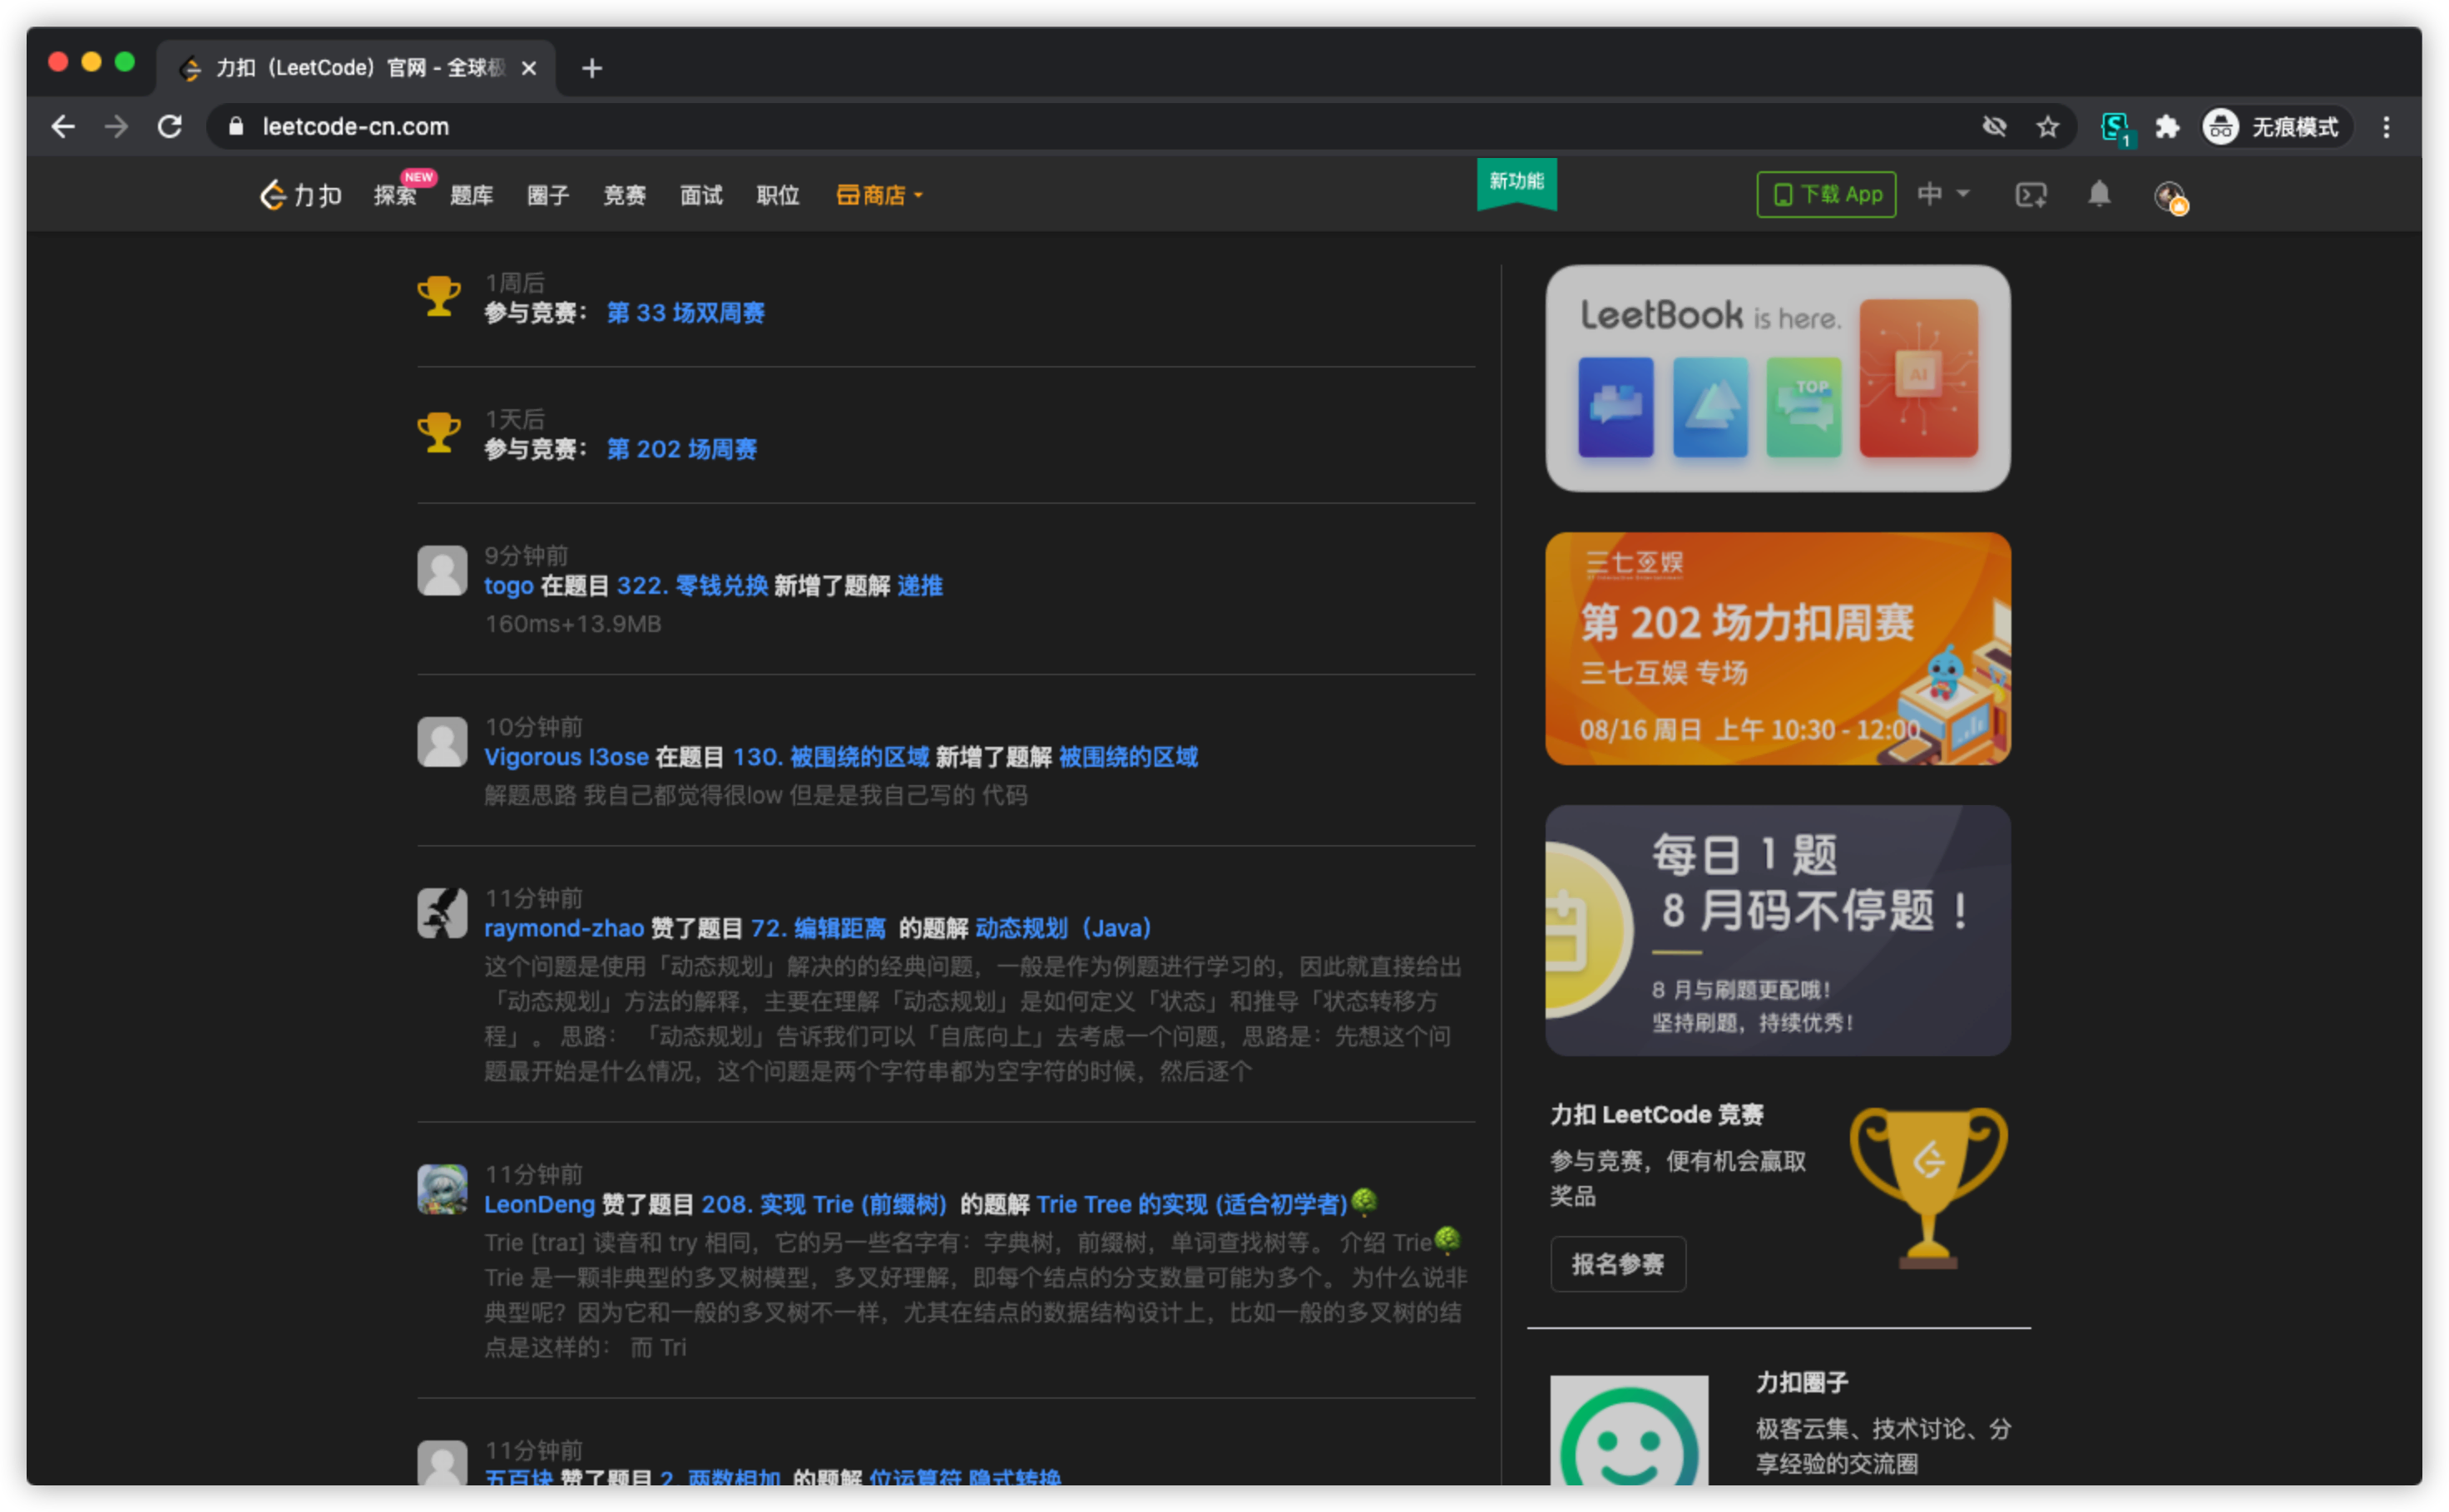 力扣（LeetCode）官网 - 全球极
leetcode-cn.com
1
无痕模式
力扣
探索
NEW
题库
圈子
竞赛
面试
职位
商店
新功能
下载 App
中
1周后
参与竞赛： 第 33 场双周赛
1天后
参与竞赛： 第 202 场周赛
9分钟前
togo 在题目 322. 零钱兑换 新增了题解 递推
160ms+13.9MB
10分钟前
Vigorous I3ose 在题目 130. 被围绕的区域 新增了题解 被围绕的区域
解题思路 我自己都觉得很low 但是是我自己写的 代码
11分钟前
raymond-zhao 赞了题目 72. 编辑距离 的题解 动态规划（Java）
这个问题是使用「动态规划」解决的的经典问题，一般是作为例题进行学习的，因此就直接给出
「动态规划」方法的解释，主要在理解「动态规划」是如何定义「状态」和推导「状态转移方
程」。 思路： 「动态规划」告诉我们可以「自底向上」去考虑一个问题，思路是：先想这个问
题最开始是什么情况，这个问题是两个字符串都为空字符的时候，然后逐个
11分钟前
LeonDeng 赞了题目 208. 实现 Trie (前缀树) 的题解 Trie Tree 的实现 (适合初学者)🌳
Trie [traɪ] 读音和 try 相同，它的另一些名字有：字典树，前缀树，单词查找树等。 介绍 Trie🌳
Trie 是一颗非典型的多叉树模型，多叉好理解，即每个结点的分支数量可能为多个。 为什么说非
典型呢？因为它和一般的多叉树不一样，尤其在结点的数据结构设计上，比如一般的多叉树的结
点是这样的： 而 Tri
11分钟前
五百块 赞了题目 2. 两数相加 的题解 位运算符 隐式转换
LeetBook is here.
TOP
AI
三七互娱
第 202 场力扣周赛
三七互娱 专场
08/16 周日 上午 10:30 - 12:00
每日 1 题
8 月码不停题！
8 月与刷题更配哦！
坚持刷题，持续优秀！
力扣 LeetCode 竞赛
参与竞赛，便有机会赢取
奖品
报名参赛
力扣圈子
极客云集、技术讨论、分
享经验的交流圈